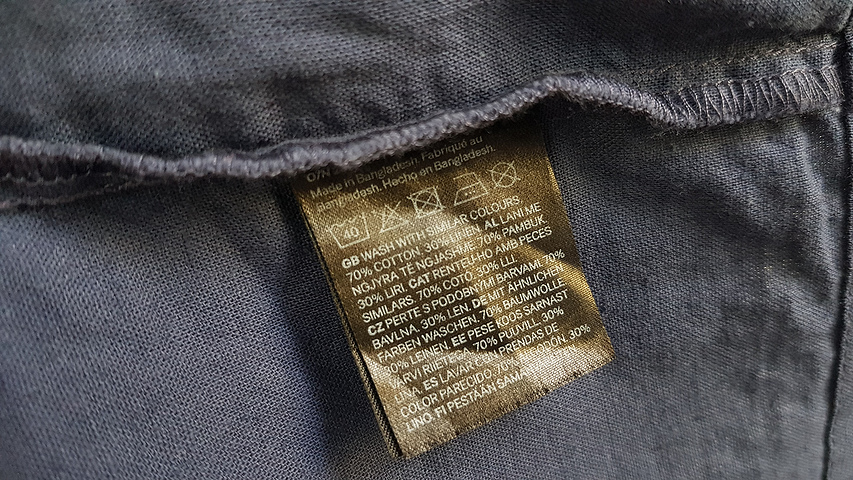 O/N
Made in Bangladesh. Fabriqué au
Bangladesh. Hecho en Bangladesh.
40
GB WASH WITH SIMILAR COLOURS
70% COTTON. 30% LINEN. AL LANI ME
NGJYRA TË NGJASHME. 70% PAMBUK.
30% LIRI. CAT RENTEU-HO AMB PECES
SIMILARS. 70% COTÓ. 30% LLI.
CZ PERTE S PODOBNÝMI BARVAMI. 70%
BAVLNA. 30% LEN. DE MIT ÄHNLICHEN
FARBEN WASCHEN. 70% BAUMWOLLE
30% LEINEN. EE PESE KOOS SARNAST
VÄRVI RIIETEGA. 70% PUUVILL. 30%
LINA. ES LAVAR CON PRENDAS DE
COLOR PARECIDO. 70% 30%
LINO. FI PESTÄÄN